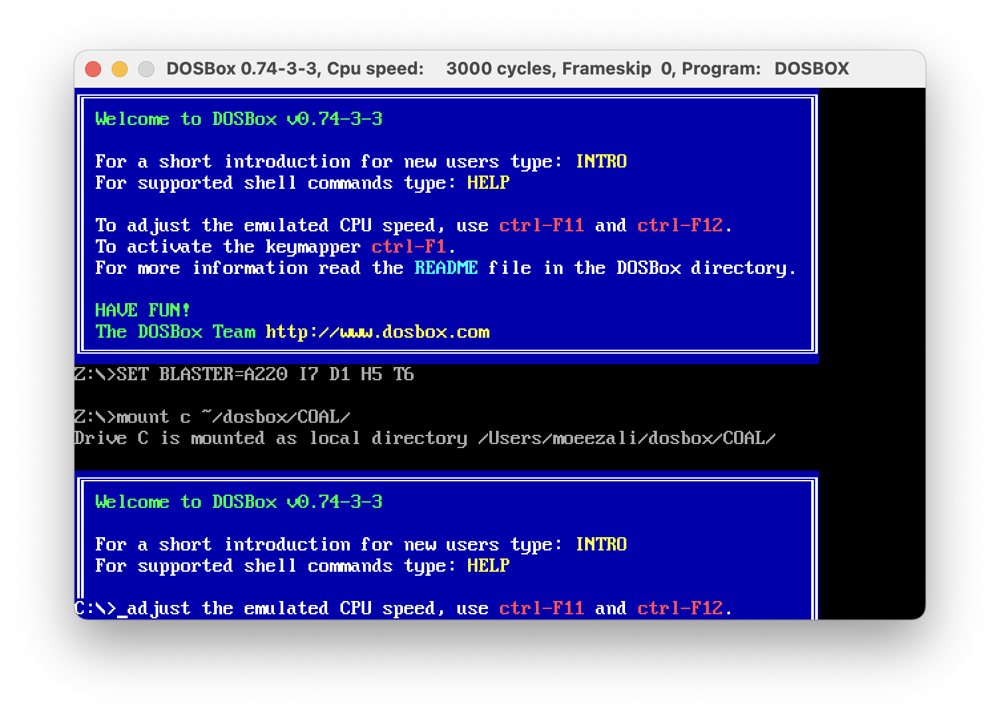 DOSBox 0.74-3-3, Cpu speed: 3000 cycles, Frameskip 0, Program: DOSBOX
Welcome to DOSBox v0.74-3-3
For a short introduction for new users type: INTRO
For supported shell commands type: HELP
To adjust the emulated CPU speed, use ctrl-F11 and ctrl-F12.
To activate the keymapper ctrl-F1.
For more information read the README file in the DOSBox directory.
HAVE FUN!
The DOSBox Team http://www.dosbox.com
Z:\>SET BLASTER=A220 I7 D1 H5 T6
Z:\>mount c ~/dosbox/COAL/
Drive C is mounted as local directory /Users/moeezali/dosbox/COAL/
Welcome to DOSBox v0.74-3-3
For a short introduction for new users type: INTRO
For supported shell commands type: HELP
C:\>_adjust the emulated CPU speed, use ctrl-F11 and ctrl-F12.